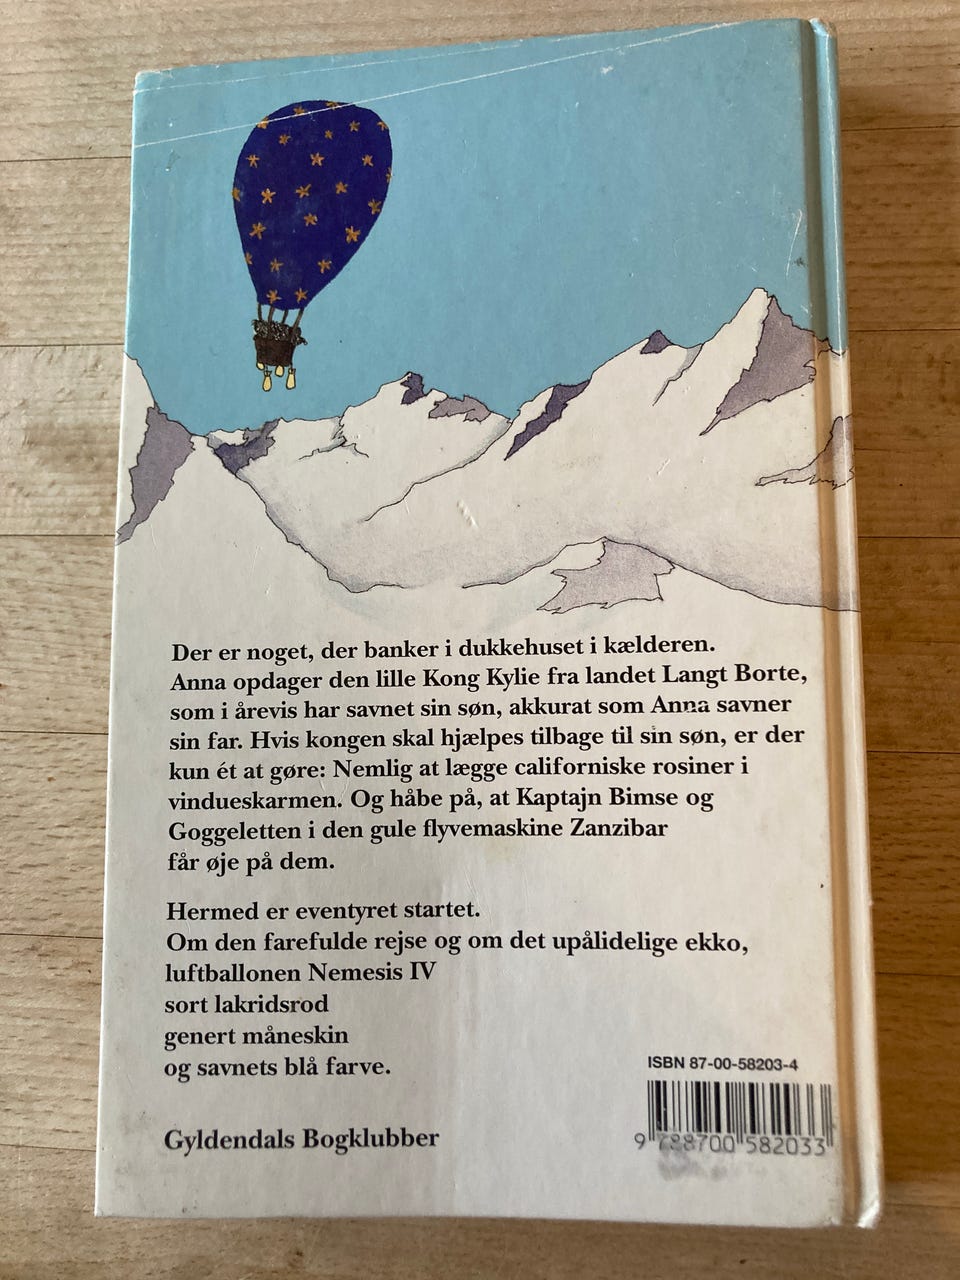 Der er noget, der banker i dukkehuset i kælderen.
Anna opdager den lille Kong Kylie fra landet Langt Borte,
som i årevis har savnet sin søn, akkurat som Anna savner
sin far. Hvis kongen skal hjælpes tilbage til sin søn, er der
kun ét at gøre: Nemlig at lægge californiske rosiner i
vindueskarmen. Og håbe på, at Kaptajn Bimse og
Goggeletten i den gule flyvemaskine Zanzibar
får øje på dem.
Hermed er eventyret startet.
Om den farefulde rejse og om det upålidelige ekko,
luftballonen Nemesis IV
sort lakridsrod
genert måneskin
og savnets blå farve.
ISBN 87-00-58203-4
9 788700 582033
Gyldendals Bogklubber